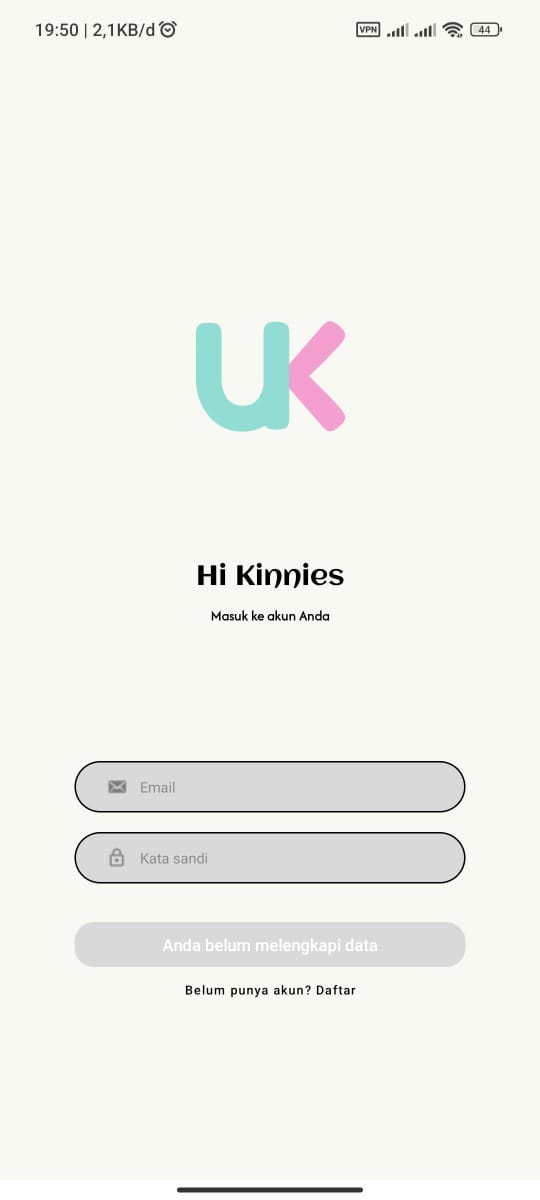 19:50 | 2,1KB/d
VPN
44
UK
Hi Kinnies
Masuk ke akun Anda
Email
Kata sandi
Anda belum melengkapi data
Belum punya akun? Daftar